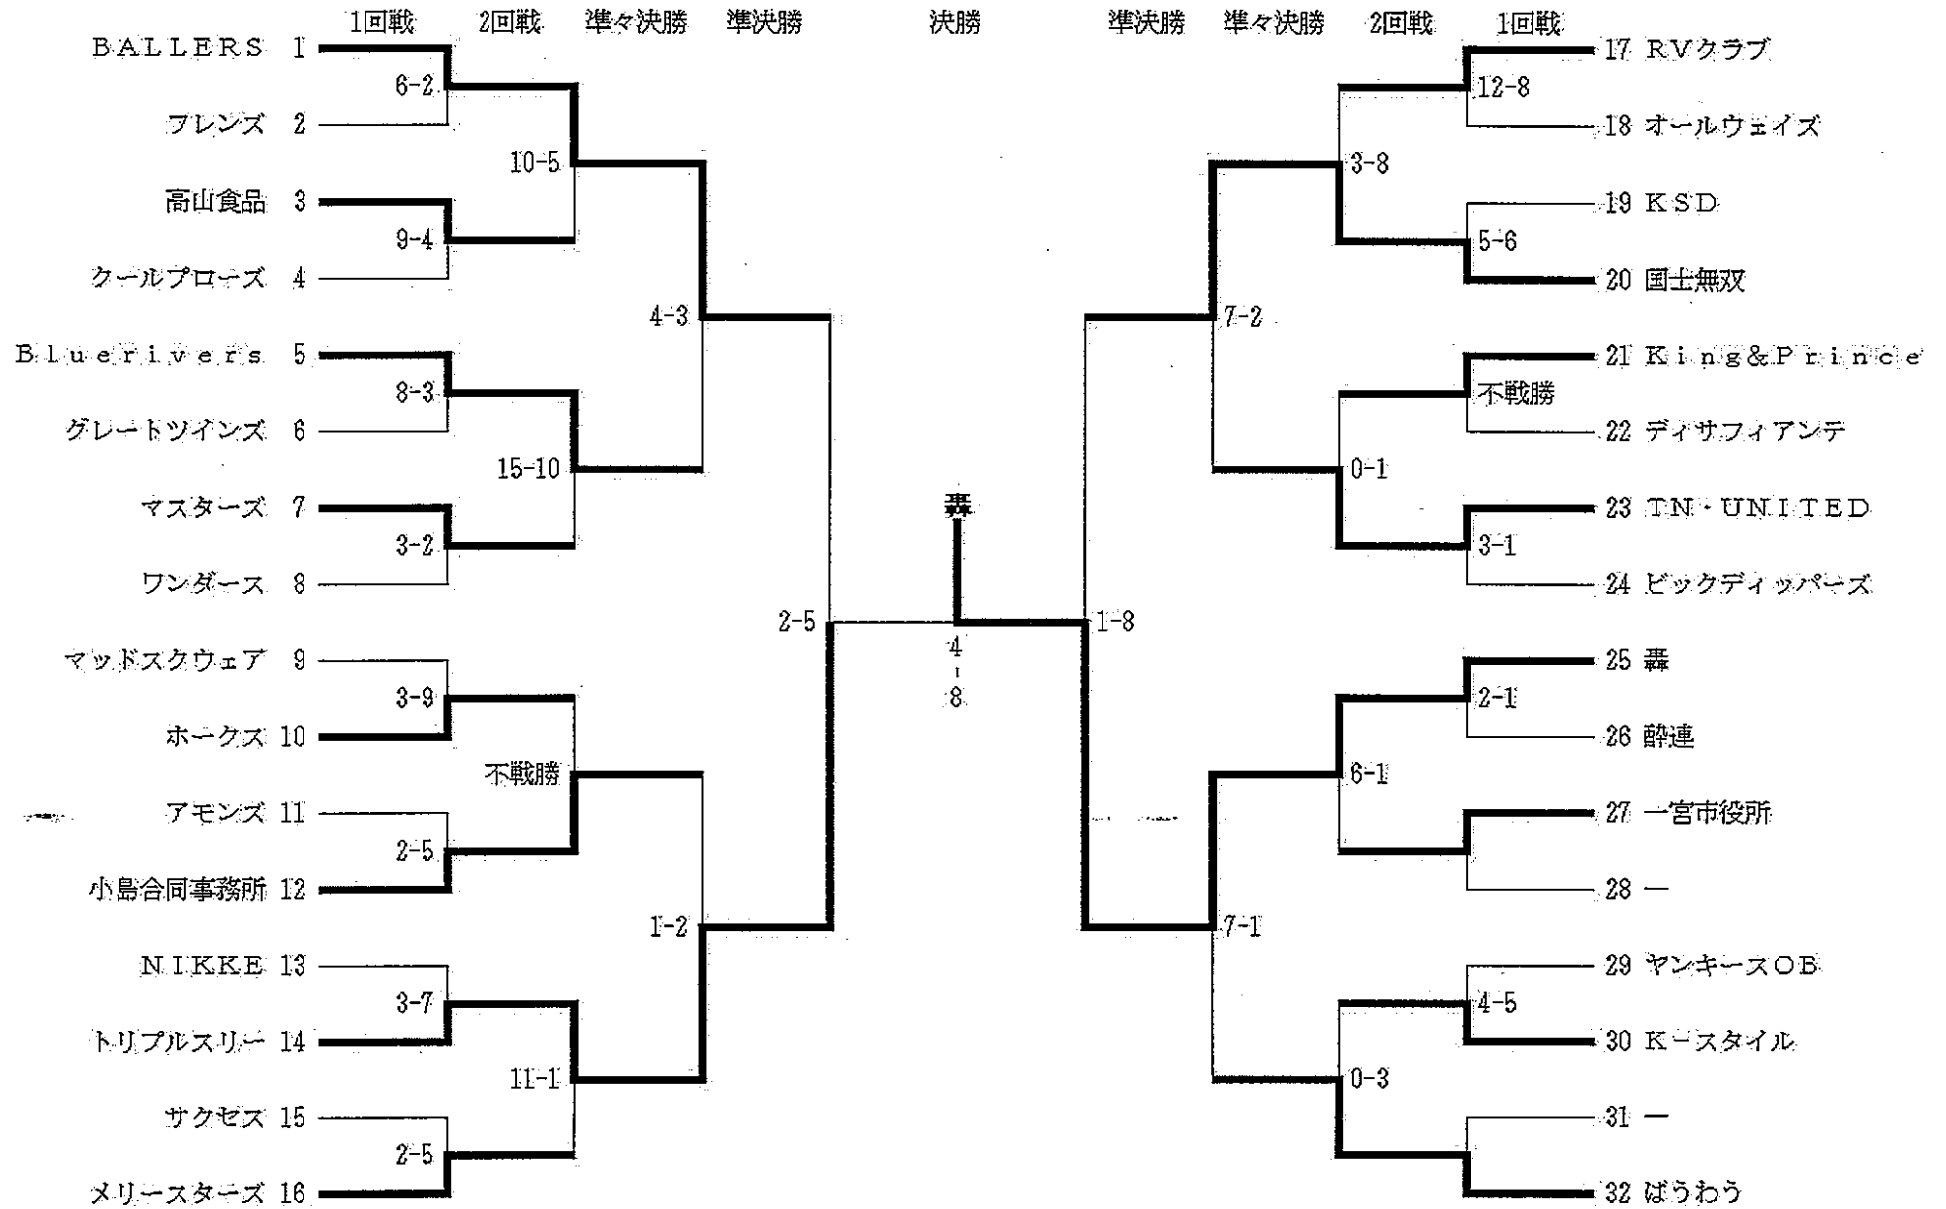 1回戦 2回戦 準々決勝 準決勝 決勝 準決勝 準々決勝 2回戦 1回戦
BALLERS 1
6-2
フレンズ 2
10-5
高山食品 3
9-4
クールブローズ 4
4-3
Bluerivers 5
8-3
グレートツインズ 6
15-10
マスターズ 7
3-2
ワンダース 8
2-5
マッドスクウェア 9
3-9
ホークス 10
不戦勝
アモンズ 11
2-5
小島合同事務所 12
1-2
NIKKE 13
3-7
トリプルスリー 14
11-1
サクセス 15
2-5
メリースターズ 16
轟
4-8
17 RVクラブ
12-8
18 オールウェイズ
3-8
19 KSD
5-6
20 国士無双
7-2
21 King&Prince
不戦勝
22 ディサフィアンテ
0-1
23 TN・UNITED
3-1
24 ビックディッパーズ
1-8
25 轟
2-1
26 酔連
6-1
27 一宮市役所
28 ー
7-1
29 ヤンキースOB
4-5
30 K－スタイル
0-3
31 ー
32 ばうわう